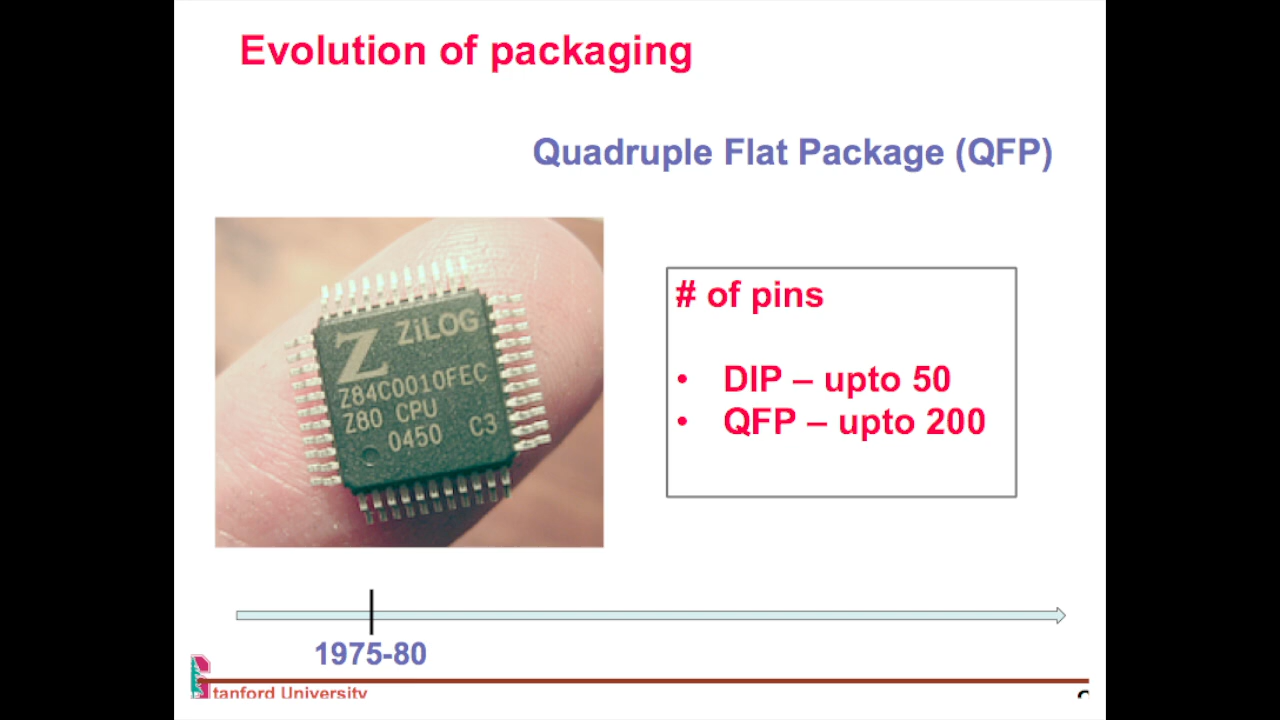 Evolution of packaging
Quadruple Flat Package (QFP)
Z ZiLOG
Z84C0010FEC
Z80 CPU
0450 C3
# of pins
• DIP – upto 50
• QFP – upto 200
1975-80
Stanford University